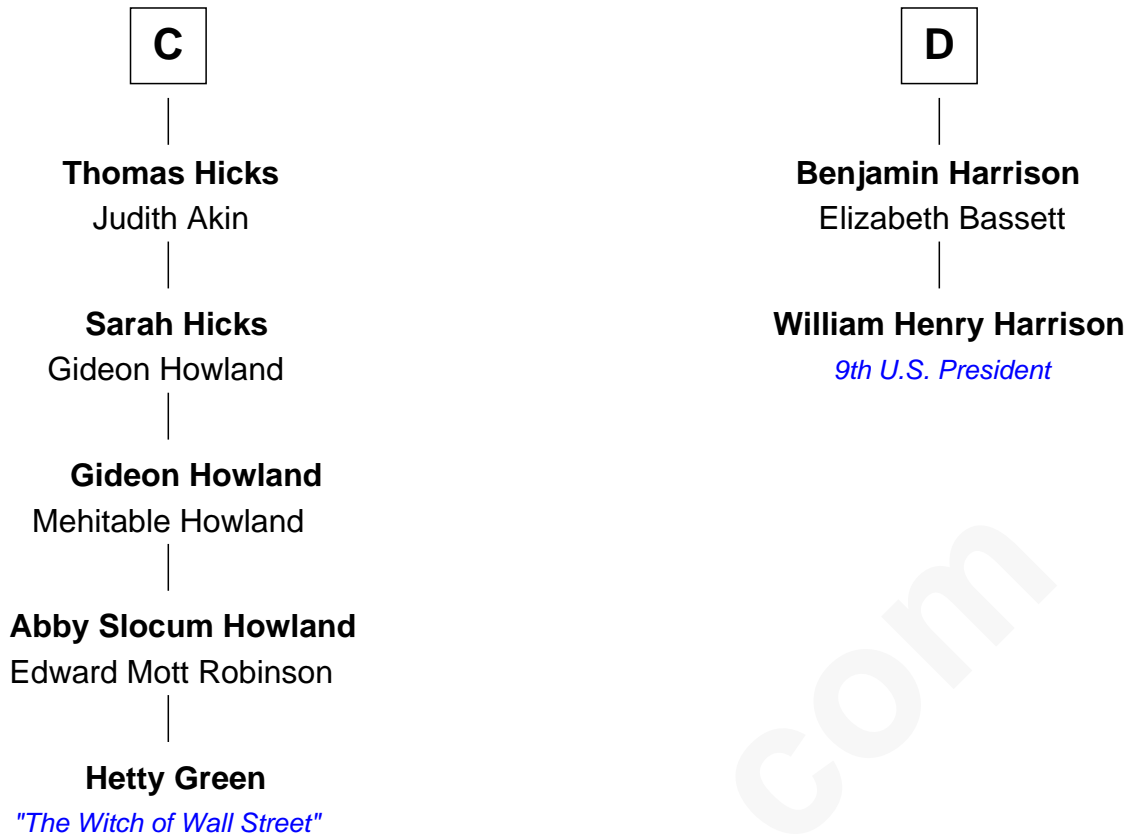 C
Thomas Hicks
Judith Akin
Sarah Hicks
Gideon Howland
Gideon Howland
Mehitable Howland
Abby Slocum Howland
Edward Mott Robinson
Hetty Green
"The Witch of Wall Street"
D
Benjamin Harrison
Elizabeth Bassett
William Henry Harrison
9th U.S. President
com